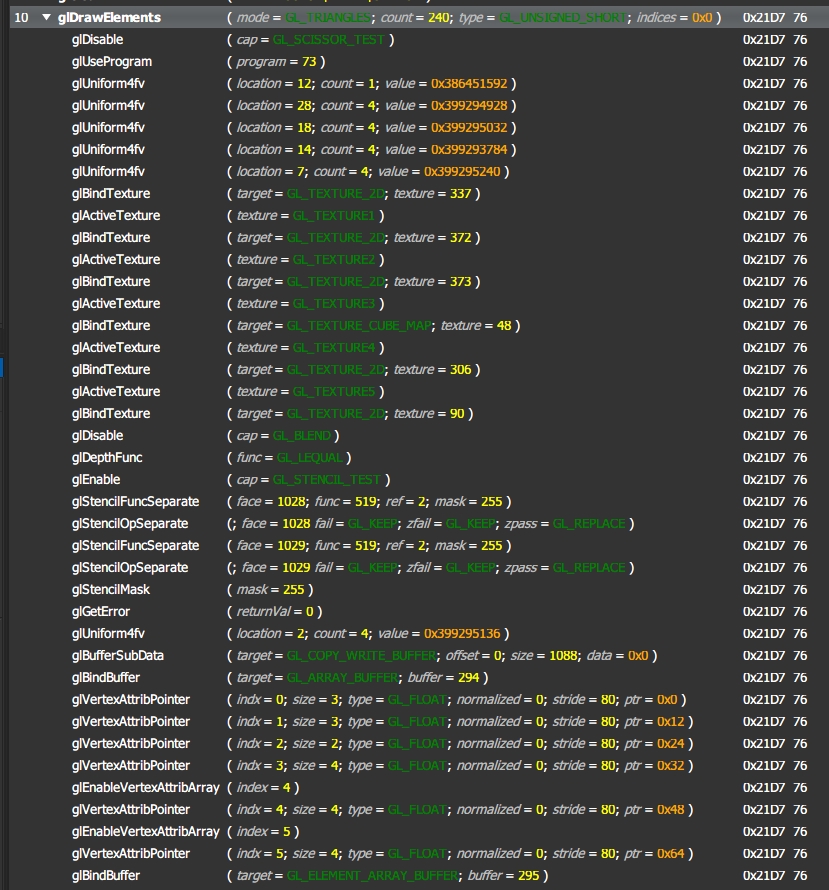 10 ▼ glDrawElements ( mode = GL_TRIANGLES; count = 240; type = GL_UNSIGNED_SHORT; indices = 0x0 ) 0x21D7 76
glDisable ( cap = GL_SCISSOR_TEST ) 0x21D7 76
glUseProgram ( program = 73 ) 0x21D7 76
glUniform4fv ( location = 12; count = 1; value = 0x386451592 ) 0x21D7 76
glUniform4fv ( location = 28; count = 4; value = 0x399294928 ) 0x21D7 76
glUniform4fv ( location = 18; count = 4; value = 0x399295032 ) 0x21D7 76
glUniform4fv ( location = 14; count = 4; value = 0x399293784 ) 0x21D7 76
glUniform4fv ( location = 7; count = 4; value = 0x399295240 ) 0x21D7 76
glBindTexture ( target = GL_TEXTURE_2D; texture = 337 ) 0x21D7 76
glActiveTexture ( texture = GL_TEXTURE1 ) 0x21D7 76
glBindTexture ( target = GL_TEXTURE_2D; texture = 372 ) 0x21D7 76
glActiveTexture ( texture = GL_TEXTURE2 ) 0x21D7 76
glBindTexture ( target = GL_TEXTURE_2D; texture = 373 ) 0x21D7 76
glActiveTexture ( texture = GL_TEXTURE3 ) 0x21D7 76
glBindTexture ( target = GL_TEXTURE_CUBE_MAP; texture = 48 ) 0x21D7 76
glActiveTexture ( texture = GL_TEXTURE4 ) 0x21D7 76
glBindTexture ( target = GL_TEXTURE_2D; texture = 306 ) 0x21D7 76
glActiveTexture ( texture = GL_TEXTURE5 ) 0x21D7 76
glBindTexture ( target = GL_TEXTURE_2D; texture = 90 ) 0x21D7 76
glDisable ( cap = GL_BLEND ) 0x21D7 76
glDepthFunc ( func = GL_LEQUAL ) 0x21D7 76
glEnable ( cap = GL_STENCIL_TEST ) 0x21D7 76
glStencilFuncSeparate ( face = 1028; func = 519; ref = 2; mask = 255 ) 0x21D7 76
glStencilOpSeparate (; face = 1028 fail = GL_KEEP; zfail = GL_KEEP; zpass = GL_REPLACE ) 0x21D7 76
glStencilFuncSeparate ( face = 1029; func = 519; ref = 2; mask = 255 ) 0x21D7 76
glStencilOpSeparate (; face = 1029 fail = GL_KEEP; zfail = GL_KEEP; zpass = GL_REPLACE ) 0x21D7 76
glStencilMask ( mask = 255 ) 0x21D7 76
glGetError ( returnVal = 0 ) 0x21D7 76
glUniform4fv ( location = 2; count = 4; value = 0x399295136 ) 0x21D7 76
glBufferSubData ( target = GL_COPY_WRITE_BUFFER; offset = 0; size = 1088; data = 0x0 ) 0x21D7 76
glBindBuffer ( target = GL_ARRAY_BUFFER; buffer = 294 ) 0x21D7 76
glVertexAttribPointer ( indx = 0; size = 3; type = GL_FLOAT; normalized = 0; stride = 80; ptr = 0x0 ) 0x21D7 76
glVertexAttribPointer ( indx = 1; size = 3; type = GL_FLOAT; normalized = 0; stride = 80; ptr = 0x12 ) 0x21D7 76
glVertexAttribPointer ( indx = 2; size = 2; type = GL_FLOAT; normalized = 0; stride = 80; ptr = 0x24 ) 0x21D7 76
glVertexAttribPointer ( indx = 3; size = 4; type = GL_FLOAT; normalized = 0; stride = 80; ptr = 0x32 ) 0x21D7 76
glEnableVertexAttribArray ( index = 4 ) 0x21D7 76
glVertexAttribPointer ( indx = 4; size = 4; type = GL_FLOAT; normalized = 0; stride = 80; ptr = 0x48 ) 0x21D7 76
glEnableVertexAttribArray ( index = 5 ) 0x21D7 76
glVertexAttribPointer ( indx = 5; size = 4; type = GL_FLOAT; normalized = 0; stride = 80; ptr = 0x64 ) 0x21D7 76
glBindBuffer ( target = GL_ELEMENT_ARRAY_BUFFER; buffer = 295 ) 0x21D7 76